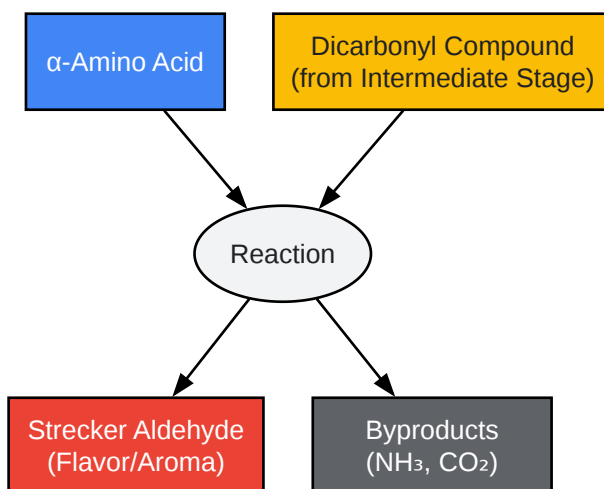 α-Amino Acid
Dicarbonyl Compound
(from Intermediate Stage)
Reaction
Strecker Aldehyde
(Flavor/Aroma)
Byproducts
(NH₃, CO₂)